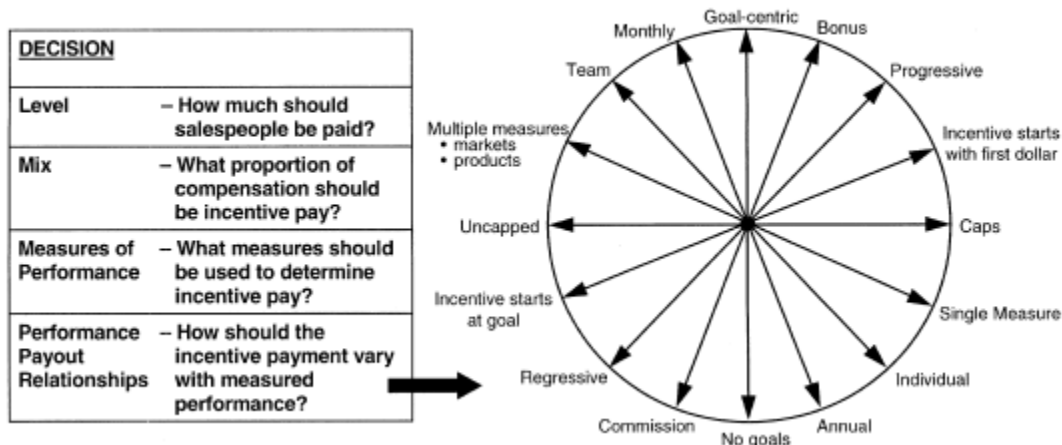 DECISION
Level – How much should
salespeople be paid?
Mix – What proportion of
compensation should
be incentive pay?
Measures of – What measures should
Performance be used to determine
incentive pay?
Performance – How should the
Payout incentive payment vary
Relationships with measured
performance?
Goal-centric
Bonus
Progressive
Incentive starts
with first dollar
Caps
Single Measure
Individual
Annual
No goals
Commission
Regressive
Incentive starts
at goal
Uncapped
Multiple measures
• markets
• products
Team
Monthly